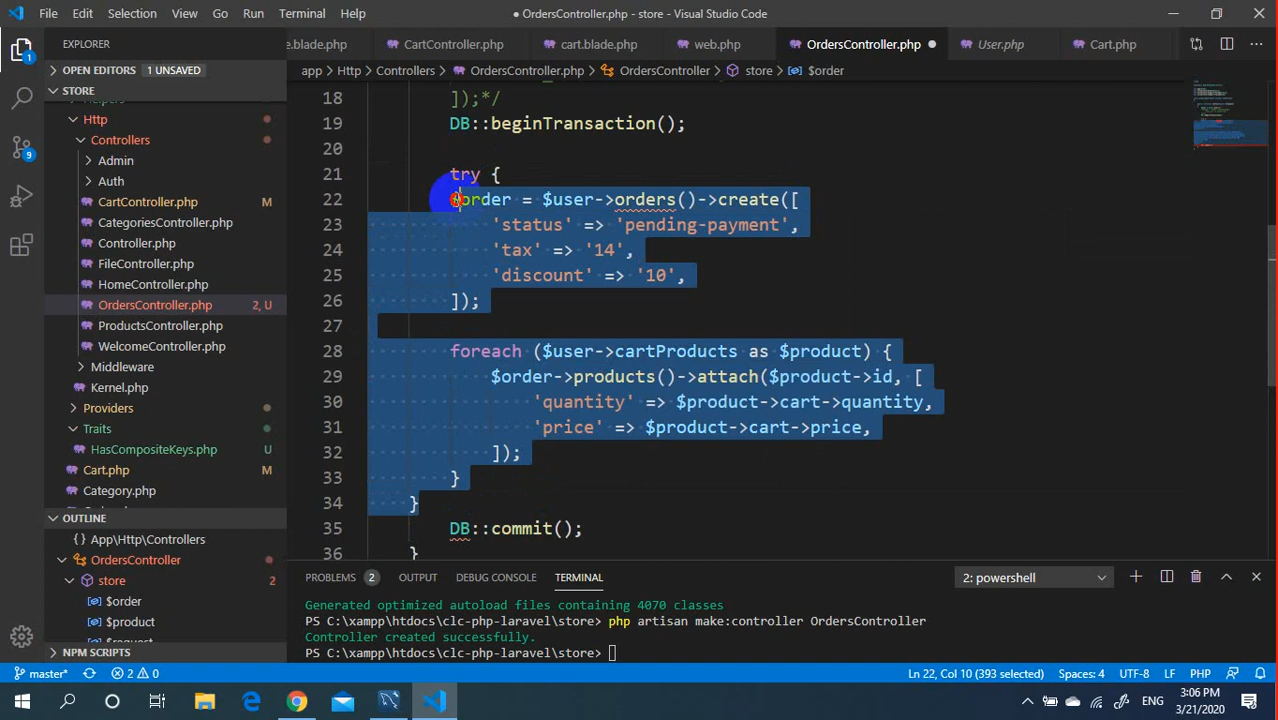 File Edit Selection View Go Run Terminal Help
● OrdersController.php - store - Visual Studio Code
EXPLORER
e.blade.php CartController.php cart.blade.php web.php OrdersController.php User.php Cart.php
OPEN EDITORS 1 UNSAVED
app > Http > Controllers > OrdersController.php > OrdersController > store > $order
STORE
Http
Controllers
Admin
Auth
CartController.php M
CategoriesController.php
Controller.php
FileController.php
HomeController.php
OrdersController.php 2, U
ProductsController.php
WelcomeController.php
Middleware
Kernel.php
Providers
Traits
HasCompositeKeys.php U
Cart.php M
Category.php
OUTLINE
App\Http\Controllers
OrdersController 2
store 2
$order
$product
NPM SCRIPTS
1
9
18 ]);*/
19 DB::beginTransaction();
20
21 try {
22 $order = $user->orders()->create([
23 'status' => 'pending-payment',
24 'tax' => '14',
25 'discount' => '10',
26 ]);
27
28 foreach ($user->cartProducts as $product) {
29 $order->products()->attach($product->id, [
30 'quantity' => $product->cart->quantity,
31 'price' => $product->cart->price,
32 ]);
33 }
34 }
35 DB::commit();
36 }
PROBLEMS 2 OUTPUT DEBUG CONSOLE TERMINAL 2: powershell
Generated optimized autoload files containing 4070 classes
PS C:\xampp\htdocs\clc-php-laravel\store> php artisan make:controller OrdersController
Controller created successfully.
PS C:\xampp\htdocs\clc-php-laravel\store>
master* 2 0 Ln 22, Col 10 (393 selected) Spaces: 4 UTF-8 LF PHP
ENG 3:06 PM
3/21/2020